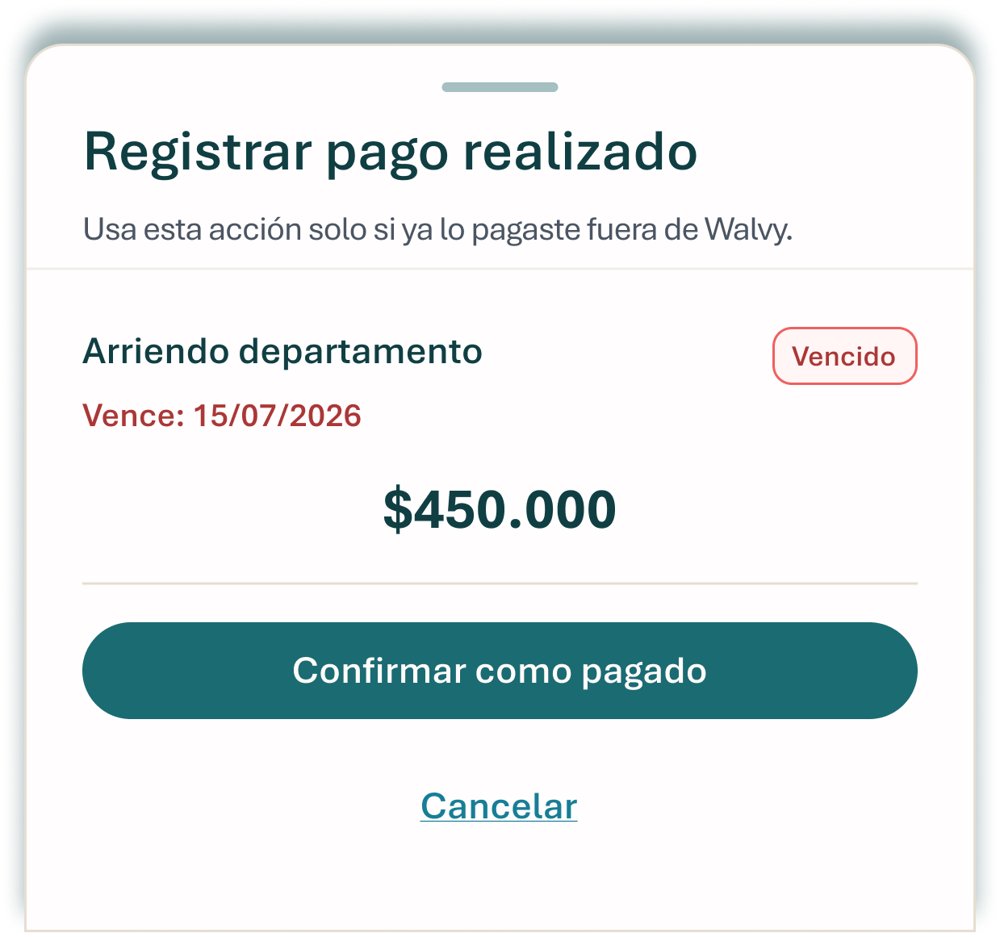 Registrar pago realizado
Usa esta acción solo si ya lo pagaste fuera de Walvy.
Arriendo departamento
Vencido
Vence: 15/07/2026
$450.000
Confirmar como pagado
Cancelar